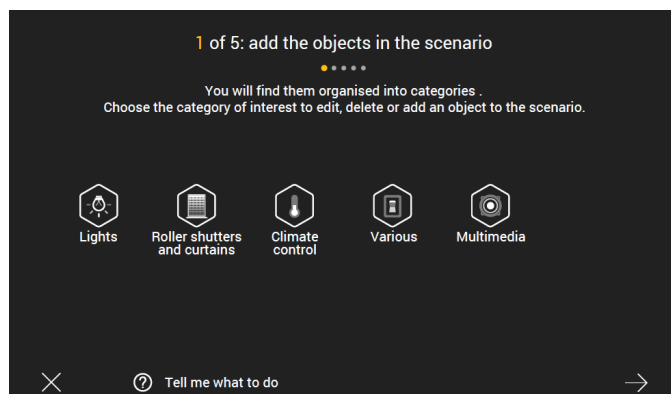 1 of 5: add the objects in the scenario
You will find them organised into categories .
Choose the category of interest to edit, delete or add an object to the scenario.
Lights
Roller shutters
and curtains
Climate
control
Various
Multimedia
Tell me what to do